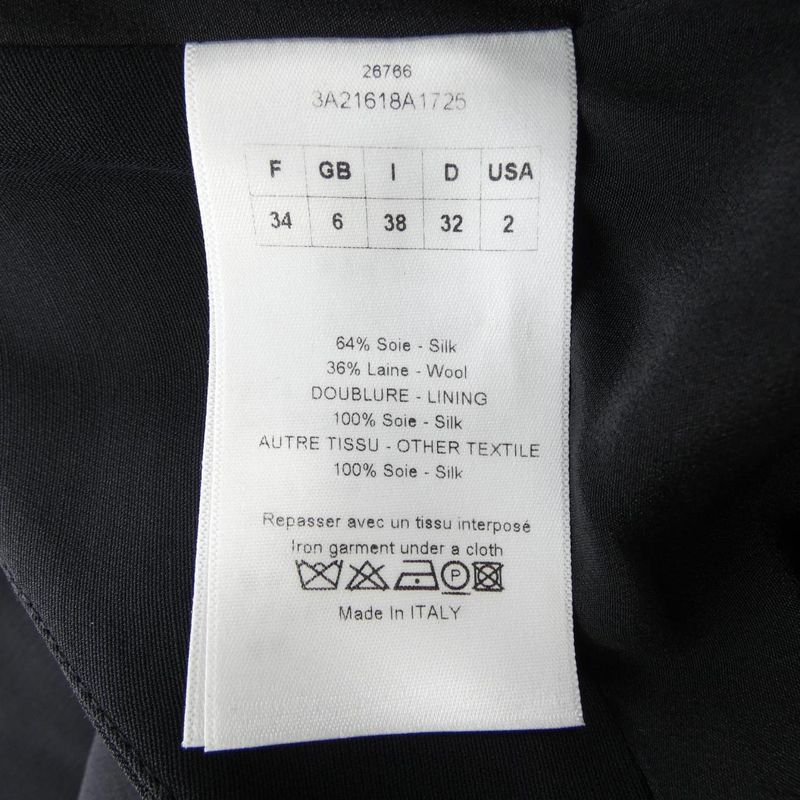 26766
3A21618A1725
F GB I D USA
34 6 38 32 2
64% Soie - Silk
36% Laine - Wool
DOUBLURE - LINING
100% Soie - Silk
AUTRE TISSU - OTHER TEXTILE
100% Soie - Silk
Repasser avec un tissu interposé
Iron garment under a cloth
P
Made In ITALY